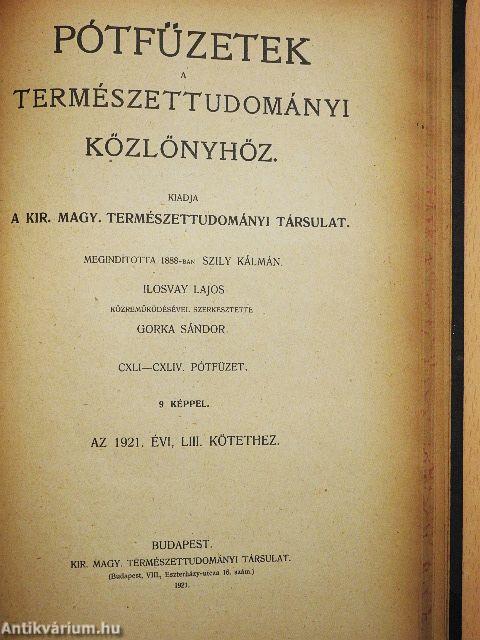 PÓTFÜZETEK
A
TERMÉSZETTUDOMÁNYI
KÖZLÖNYHÖZ.
KIADJA
A KIR. MAGY. TERMÉSZETTUDOMÁNYI TÁRSULAT.
MEGINDÍTOTTA 1888-BAN SZILY KÁLMÁN.
ILOSVAY LAJOS
KÖZREMŰKÖDÉSÉVEL SZERKESZTETTE
GORKA SÁNDOR.
CXLI—CXLIV. PÓTFÜZET.
9 KÉPPEL.
AZ 1921. ÉVI, LIII. KÖTETHEZ.
BUDAPEST.
KIR. MAGY. TERMÉSZETTUDOMÁNYI TÁRSULAT.
(Budapest, VIII., Eszterházy-utcza 16. szám.)
1921.
Antikvárium.hu